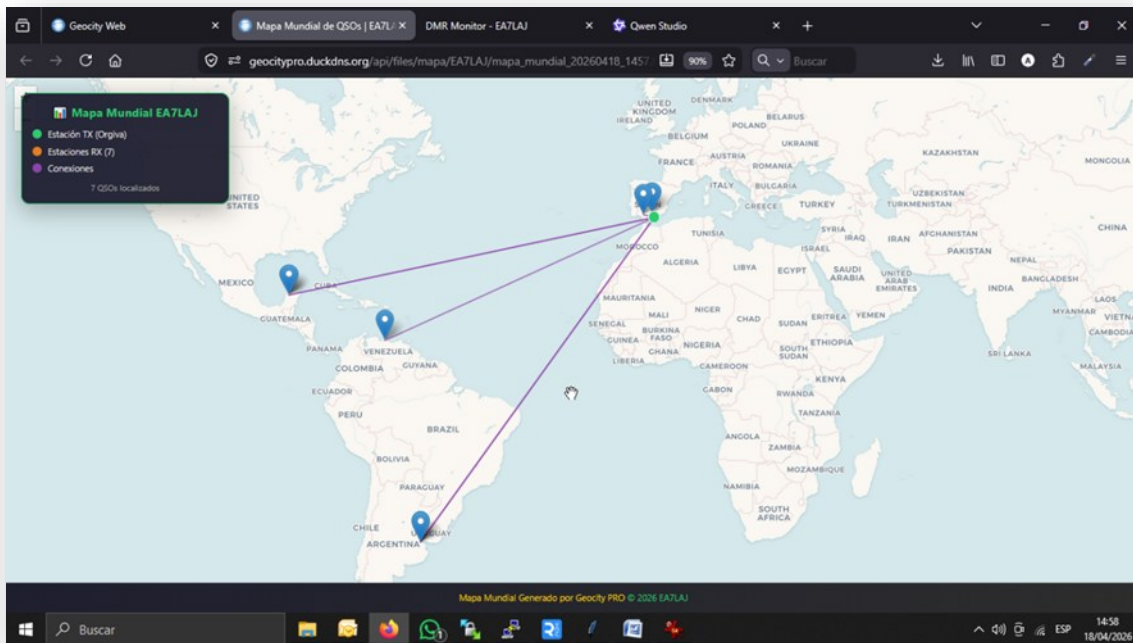 Geocity Web
Mapa Mundial de QSOs | EA7LA
DMR Monitor - EA7LAJ
Qwen Studio
geocitypro.duckdns.org/api/files/mapa/EA7LAJ/mapa_mundial_20260418_1457
90%
Buscar
Mapa Mundial EA7LAJ
Estación TX (Orgiva)
Estaciones RX (7)
Conexiones
7 QSOs localizados
UNITED STATES
MEXICO
CUBA
GUATEMALA
PANAMA
VENEZUELA
COLOMBIA
GUYANA
ECUADOR
PERU
BRAZIL
BOLIVIA
PARAGUAY
CHILE
ARGENTINA
UNITED KINGDOM
IRELAND
DENMARK
BELARUS
POLAND
BELGIUM
UKRAINE
FRANCE
AUSTRIA
ROMANIA
ITALY
BULGARIA
GREECE
TURKEY
KAZAKHSTAN
MONGOLIA
UZBEKISTAN
TURKMENISTAN
CHINA
SYRIA
IRAQ
IRAN
AFGHANISTAN
PAKISTAN
ISRAEL
NEPAL
BANGLADESH
INDIA
LAOS
MYANMAR
VIETN
CAMBODIA
SRI LANKA
MALAYSIA
MOROCCO
TUNISIA
ALGERIA
LIBYA
EGYPT
SAUDI ARABIA
UNITED ARAB EMIRATES
MAURITANIA
MALI
NIGER
CHAD
SUDAN
ERITREA
YEMEN
SENEGAL
GUINEA
BURKINA FASO
GHANA
LIBERIA
NIGERIA
CAMEROON
SOUTH SUDAN
ETHIOPIA
GABON
KENYA
RWANDA
TANZANIA
ANGOLA
ZAMBIA
MOZAMBIQUE
NAMIBIA
SOUTH AFRICA
Mapa Mundial Generado por Geocity PRO © 2026 EA7LAJ
Buscar
ESP
14:58
18/04/2026